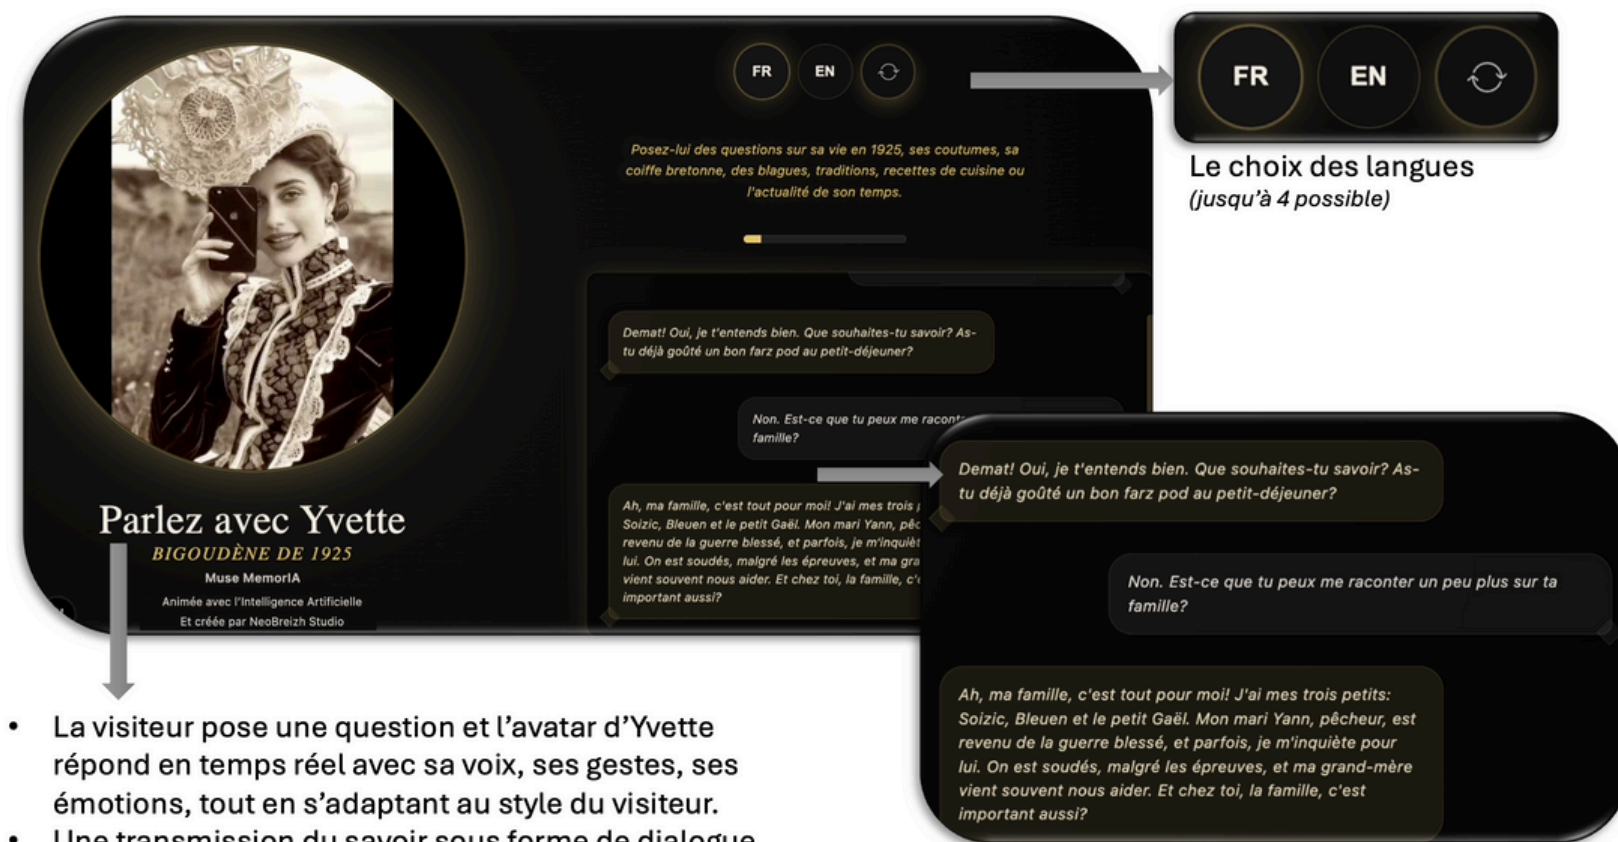 FR
EN
Posez-lui des questions sur sa vie en 1925, ses coutumes, sa
coiffe bretonne, des blagues, traditions, recettes de cuisine ou
l'actualité de son temps.
Demat! Oui, je t'entends bien. Que souhaites-tu savoir? As-
tu déjà goûté un bon farz pod au petit-déjeuner?
Non. Est-ce que tu peux me raconte
famille?
Ah, ma famille, c'est tout pour moi! J'ai mes trois
Soizic, Bleuen et le petit Gaël. Mon mari Yann,
revenu de la guerre blessé, et parfois, je
lui. On est soudés, malgré les épreuves, et ma
vient souvent nous aider. Et chez toi, la famille,
important aussi?
Parlez avec Yvette
BIGOUDÈNE DE 1925
Muse MemorIA
Animée avec l'Intelligence Artificielle
Et créée par NeoBreizh Studio
FR
EN
Le choix des langues
(jusqu'à 4 possible)
Demat! Oui, je t'entends bien. Que souhaites-tu savoir? As-
tu déjà goûté un bon farz pod au petit-déjeuner?
Non. Est-ce que tu peux me raconter un peu plus sur ta
famille?
Ah, ma famille, c'est tout pour moi! J'ai mes trois petits:
Soizic, Bleuen et le petit Gaël. Mon mari Yann, pêcheur, est
revenu de la guerre blessé, et parfois, je m'inquiète pour
lui. On est soudés, malgré les épreuves, et ma grand-mère
vient souvent nous aider. Et chez toi, la famille, c'est
important aussi?
• La visiteur pose une question et l'avatar d'Yvette
répond en temps réel avec sa voix, ses gestes, ses
émotions, tout en s'adaptant au style du visiteur.
• Une transmission du savoir sous forme de dialogue